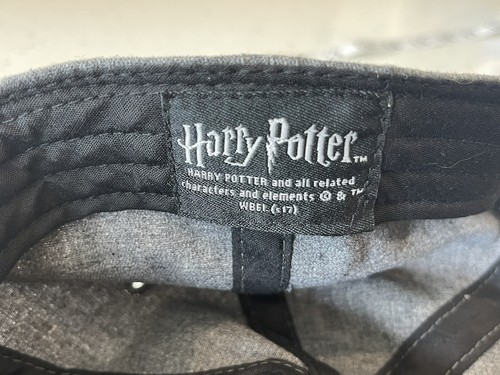 Harry Potter™
HARRY POTTER and all related
characters and elements © & ™
WBEI. (s17)